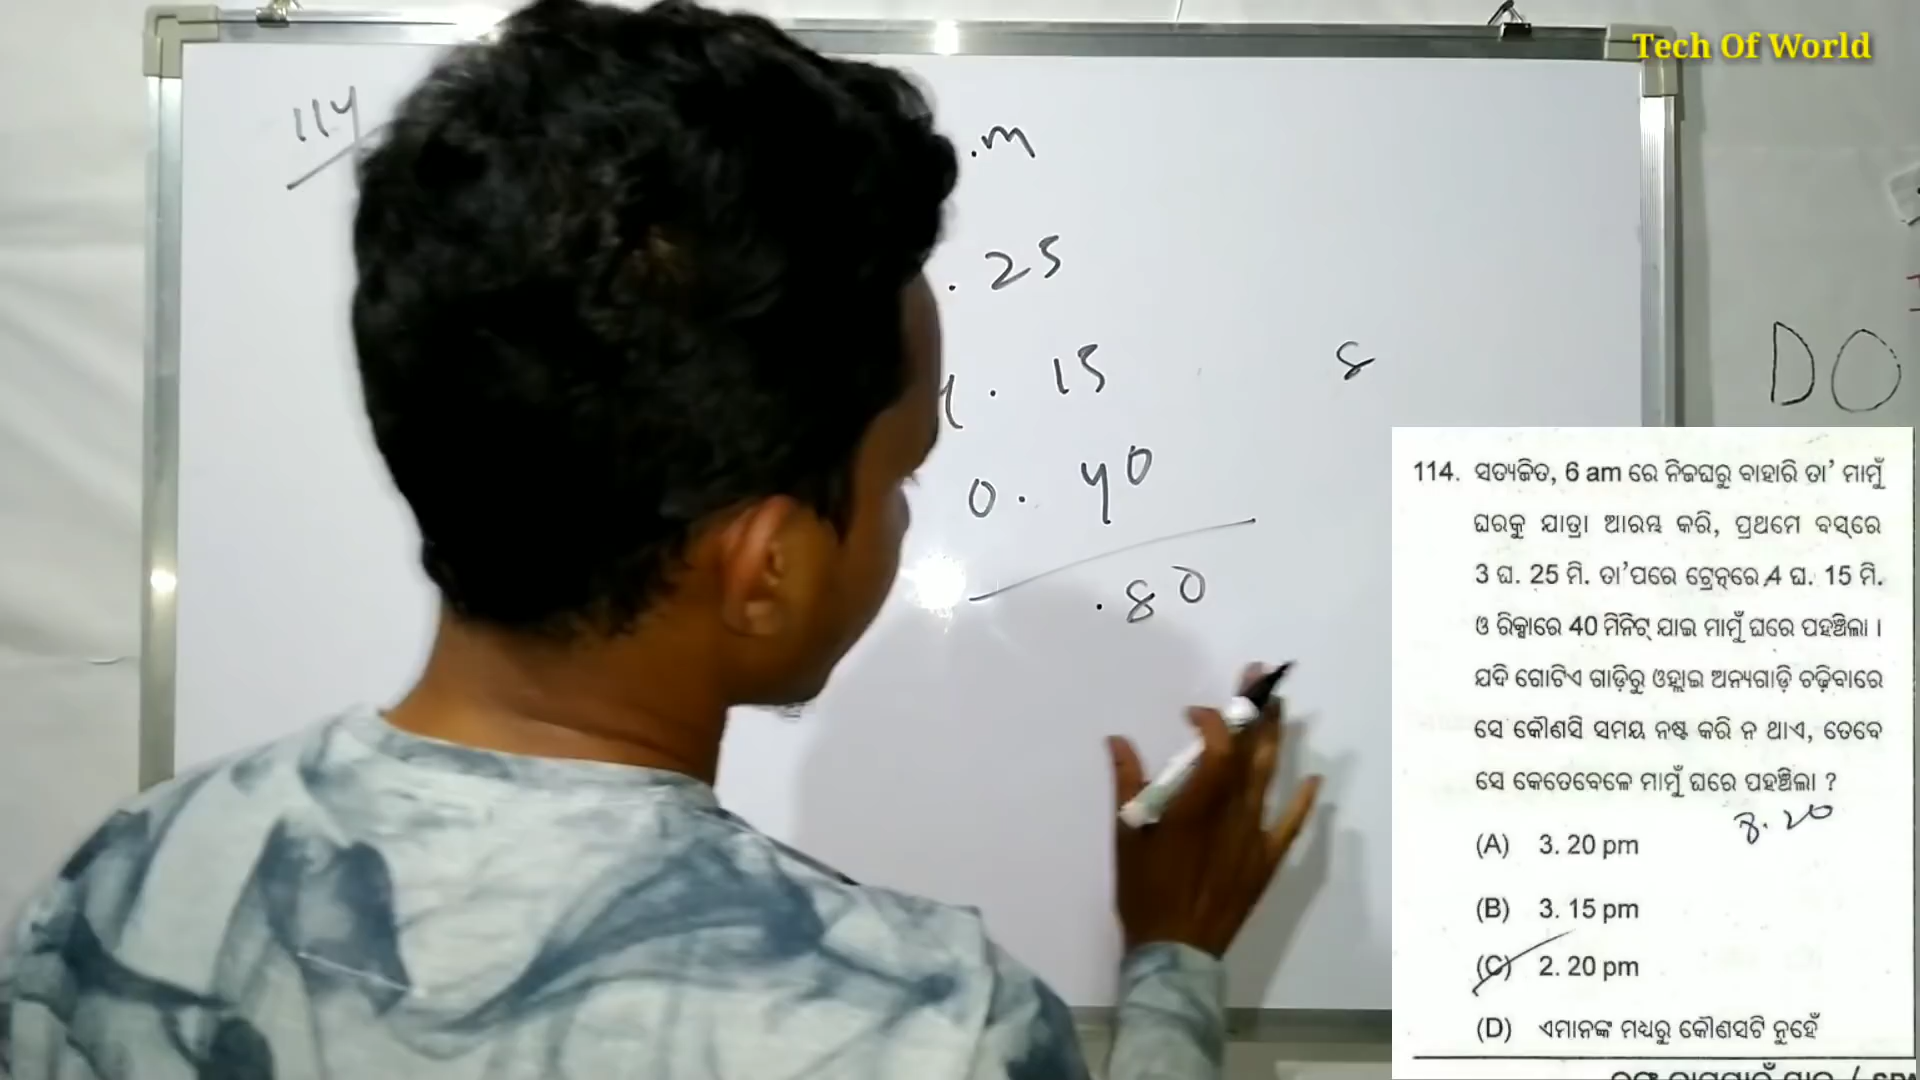 Tech Of World
114
.m
. 25
4. 15
8
0. 40
.80
DO
114. ସତ୍ୟଜିତ, 6 am ରେ ନିଜଘରୁ ବାହାରି ତା’ ମାମୁଁ
ଘରକୁ ଯାତ୍ରା ଆରମ୍ଭ କରି, ପ୍ରଥମେ ବସ୍‌ରେ
3 ଘ. 25 ମି. ତା’ପରେ ଟ୍ରେନ୍‌ରେ 4 ଘ. 15 ମି.
ଓ ରିକ୍ସାରେ 40 ମିନିଟ୍ ଯାଇ ମାମୁଁ ଘରେ ପହଞ୍ଚିଲା ।
ଯଦି ଗୋଟିଏ ଗାଡ଼ିରୁ ଓହ୍ଲାଇ ଅନ୍ୟଗାଡ଼ି ଚଢ଼ିବାରେ
ସେ କୌଣସି ସମୟ ନଷ୍ଟ କରି ନ ଥାଏ, ତେବେ
ସେ କେତେବେଳେ ମାମୁଁ ଘରେ ପହଞ୍ଚିଲା ?
8.20
(A) 3. 20 pm
(B) 3. 15 pm
(C) 2. 20 pm
(D) ଏମାନଙ୍କ ମଧ୍ୟରୁ କୌଣସଟି ନୁହେଁ